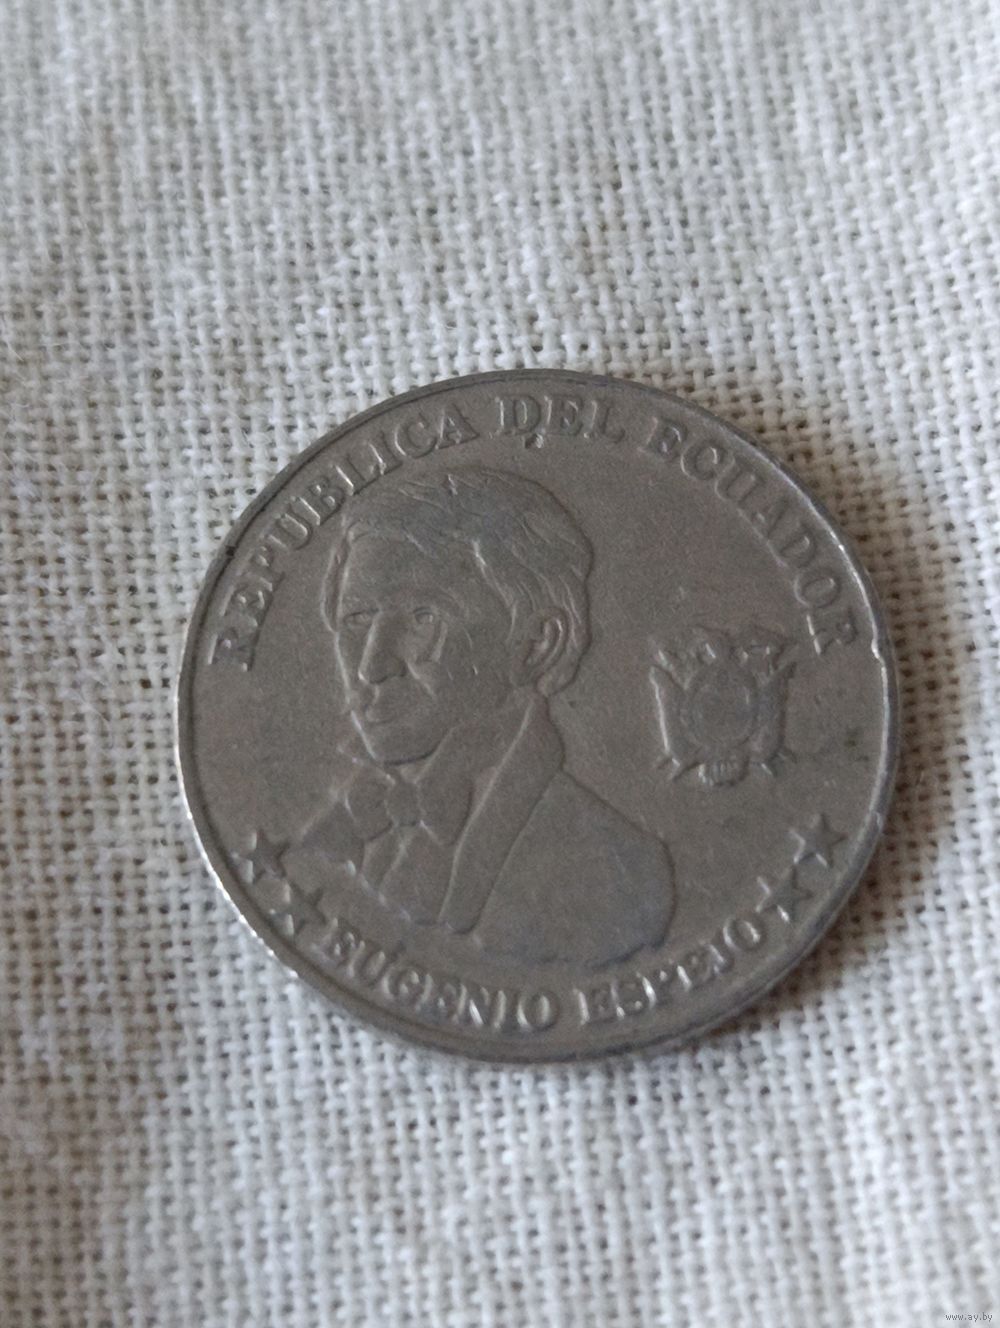 REPUBLICA DEL ECUADOR
EUGENIO ESPEJO
www.ay.by